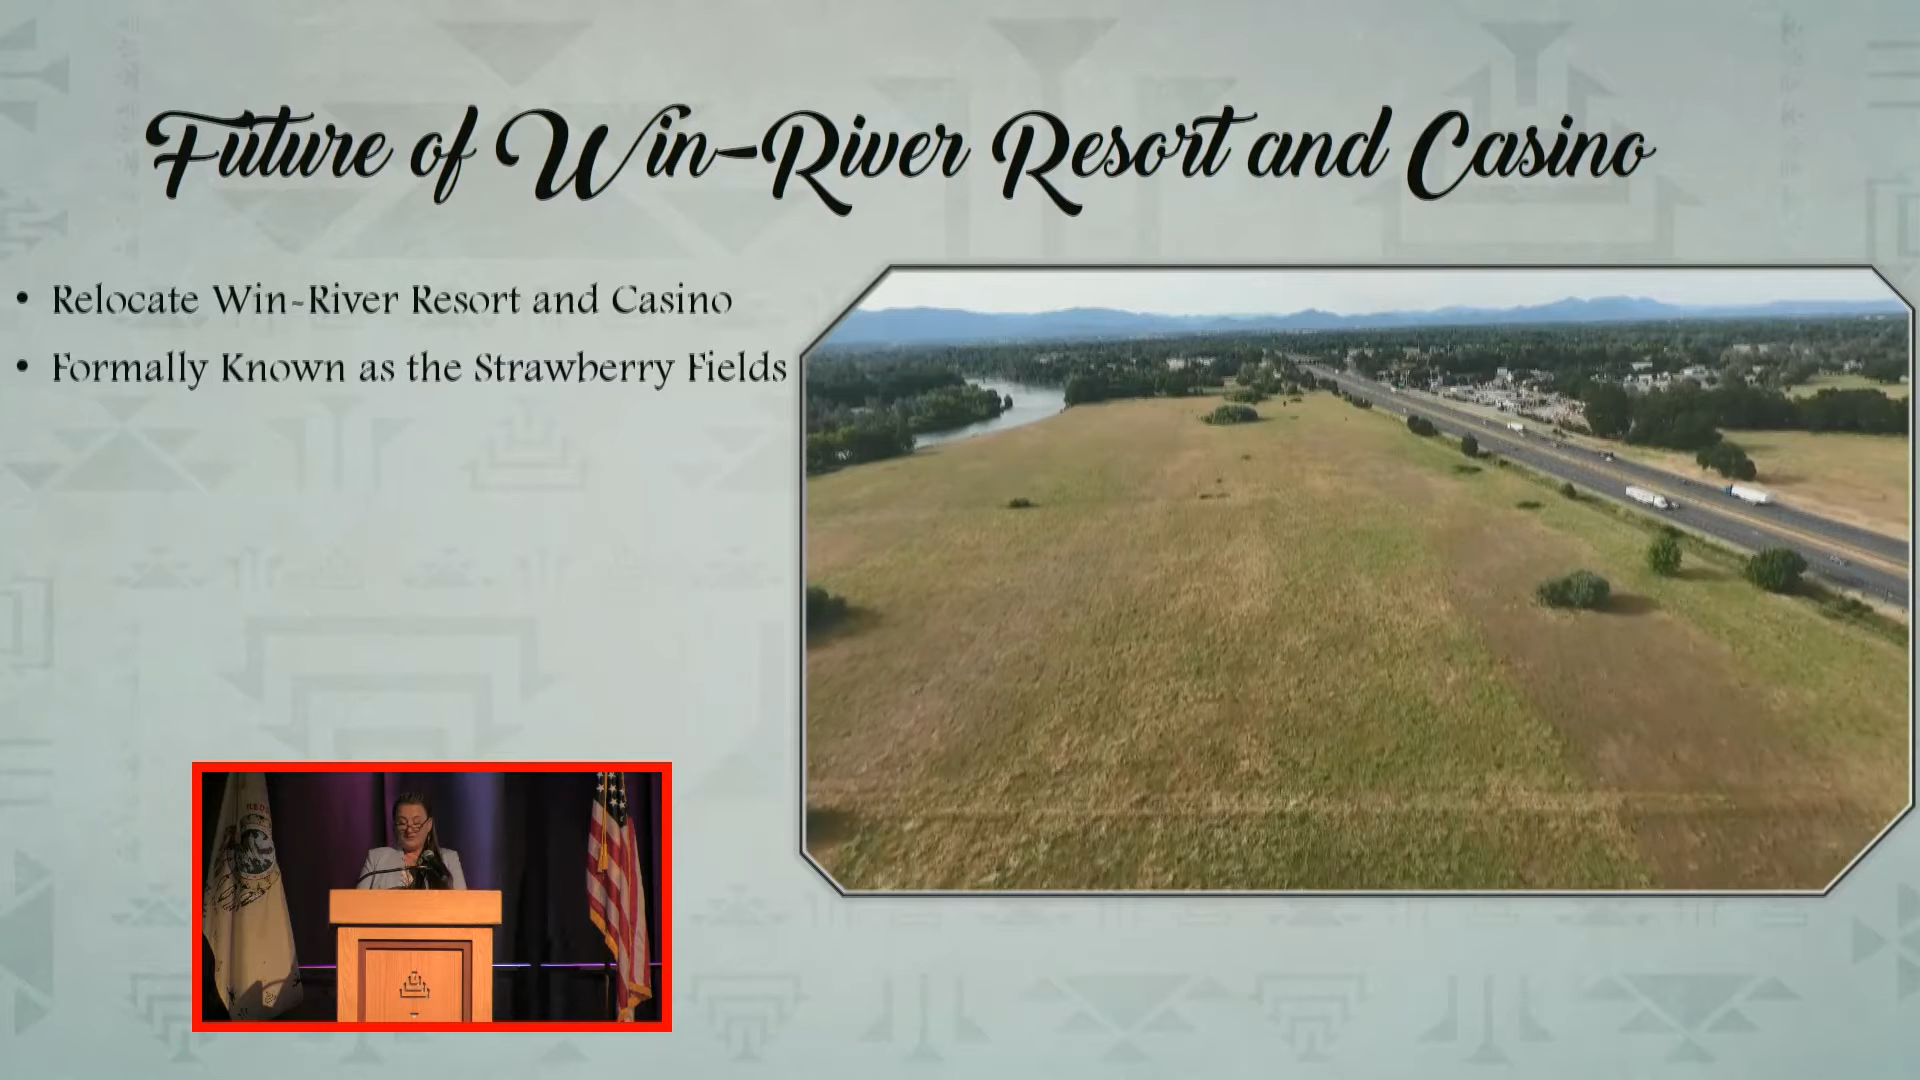 Future of Win-River Resort and Casino
• Relocate Win-River Resort and Casino
• Formally Known as the Strawberry Fields